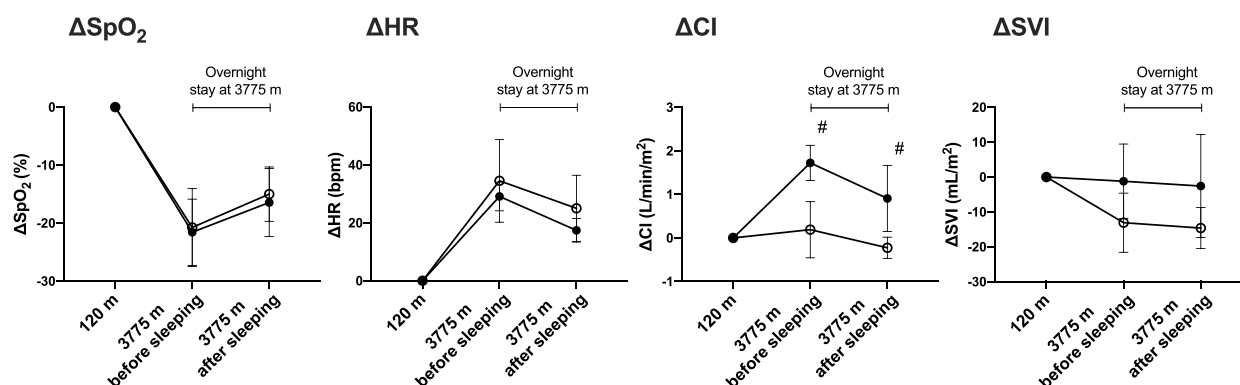 ΔSpO₂
Overnight
stay at 3775 m
ΔSpO₂ (%)
0
-10
-20
-30
120 m
3775 m
before sleeping
3775 m
after sleeping
ΔHR
Overnight
stay at 3775 m
ΔHR (bpm)
60
40
20
0
120 m
3775 m
before sleeping
3775 m
after sleeping
ΔCI
Overnight
stay at 3775 m
ΔCI (L/min/m²)
3
2
1
0
-1
#
#
120 m
3775 m
before sleeping
3775 m
after sleeping
ΔSVI
Overnight
stay at 3775 m
ΔSVI (mL/m²)
20
10
0
-10
-20
-30
120 m
3775 m
before sleeping
3775 m
after sleeping